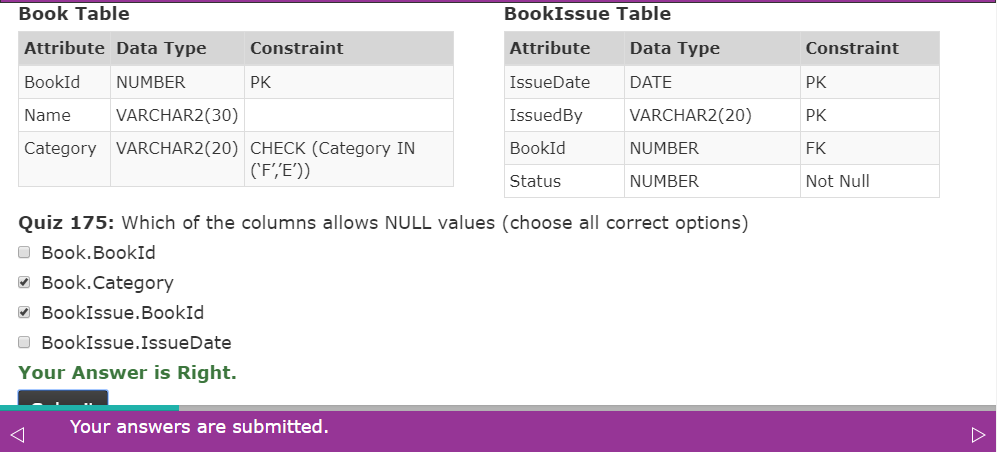 Book Table
Attribute Data Type Constraint
BookId NUMBER PK
Name VARCHAR2(30)
Category VARCHAR2(20) CHECK (Category IN
(‘F’,’E’))
BookIssue Table
Attribute Data Type Constraint
IssueDate DATE PK
IssuedBy VARCHAR2(20) PK
BookId NUMBER FK
Status NUMBER Not Null
Quiz 175: Which of the columns allows NULL values (choose all correct options)
Book.BookId
Book.Category
BookIssue.BookId
BookIssue.IssueDate
Your Answer is Right.
Your answers are submitted.